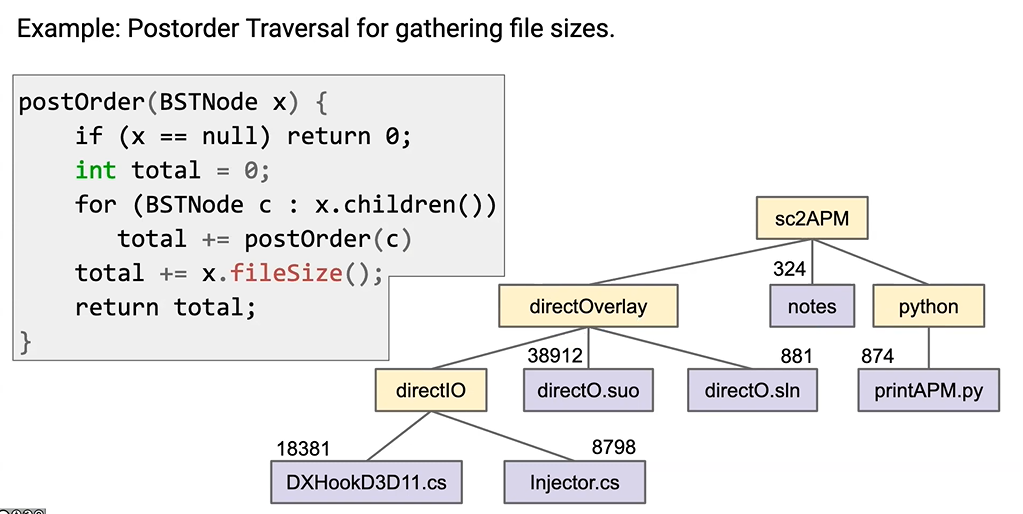 Example: Postorder Traversal for gathering file sizes.
postOrder(BSTNode x) {
    if (x == null) return 0;
    int total = 0;
    for (BSTNode c : x.children())
       total += postOrder(c)
    total += x.fileSize();
    return total;
}
sc2APM
324
directOverlay
notes
python
38912
881
874
directIO
directO.suo
directO.sln
printAPM.py
18381
8798
DXHookD3D11.cs
Injector.cs